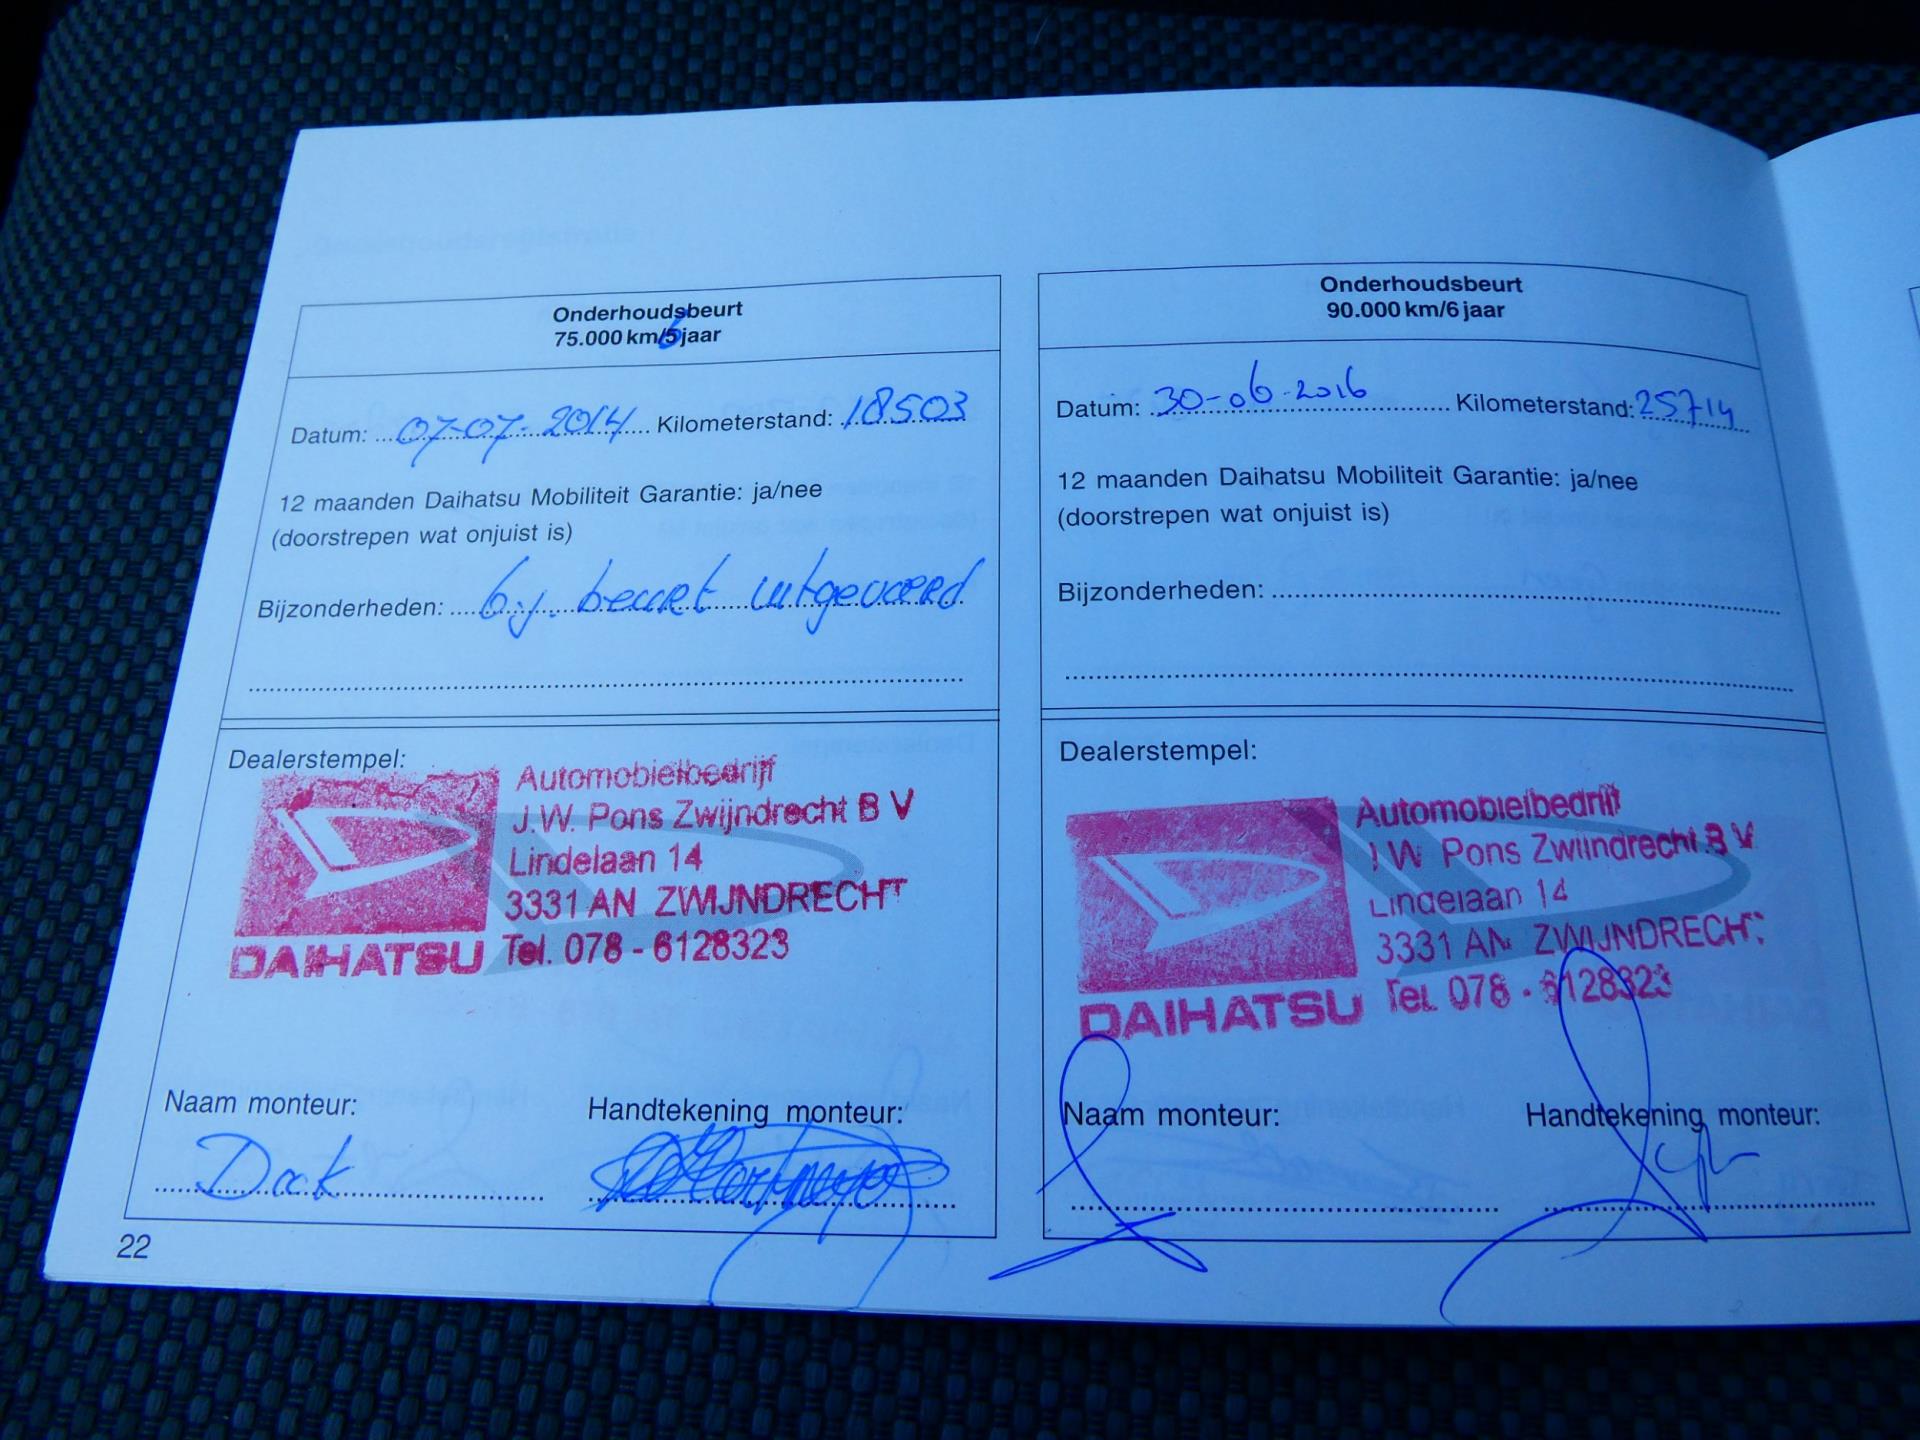 Onderhoudsbeurt
75.000 km/6 jaar
Datum: 07-07-2014 Kilometerstand: 18503
12 maanden Daihatsu Mobiliteit Garantie: ja/nee
(doorstrepen wat onjuist is)
Bijzonderheden: 6 j. beurt uitgevoerd
Dealerstempel:
Automobielbedrijf
J.W. Pons Zwijndrecht B V
Lindelaan 14
3331 AN ZWIJNDRECHT
DAIHATSU Tel. 078 - 6128323
Naam monteur: Handtekening monteur:
22
Onderhoudsbeurt
90.000 km/6 jaar
Datum: 30-06-2016 Kilometerstand: 25714
12 maanden Daihatsu Mobiliteit Garantie: ja/nee
(doorstrepen wat onjuist is)
Bijzonderheden:
Dealerstempel:
Automobielbedrijf
J W Pons Zwijndrecht B V
Lindelaan 14
3331 AN ZWIJNDRECHT
DAIHATSU Tel. 078 - 6128323
Naam monteur: Handtekening monteur: